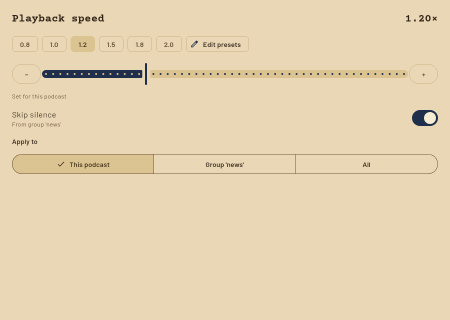 Playback speed 1.20×
0.8 1.0 1.2 1.5 1.8 2.0 Edit presets
- +
Set for this podcast
Skip silence
From group 'news'
Apply to
This podcast Group 'news' All